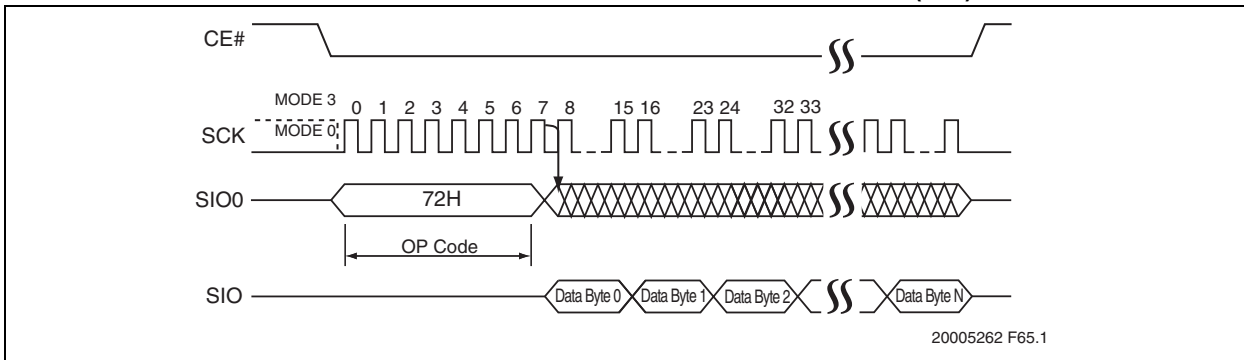 CE#
MODE 3
0 1 2 3 4 5 6 7 8 15 16 23 24 32 33
SCK
MODE 0
SIO0
72H
OP Code
SIO
Data Byte 0
Data Byte 1
Data Byte 2
Data Byte N
20005262 F65.1